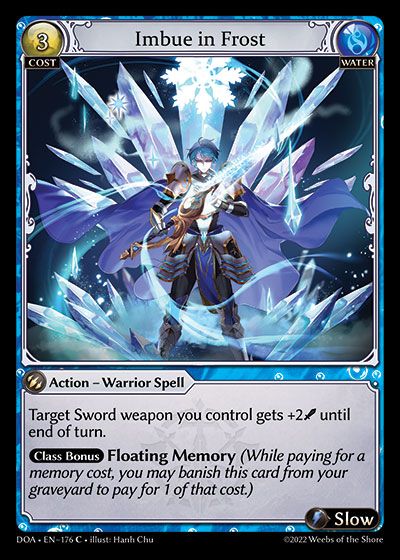 3
Imbue in Frost
COST
WATER
Action – Warrior Spell
Target Sword weapon you control gets +2 until
end of turn.
Class Bonus Floating Memory (While paying for a
memory cost, you may banish this card from your
graveyard to pay for 1 of that cost.)
Slow
DOA • EN–176 C • illust: Hanh Chu
©2022 Weebs of the Shore